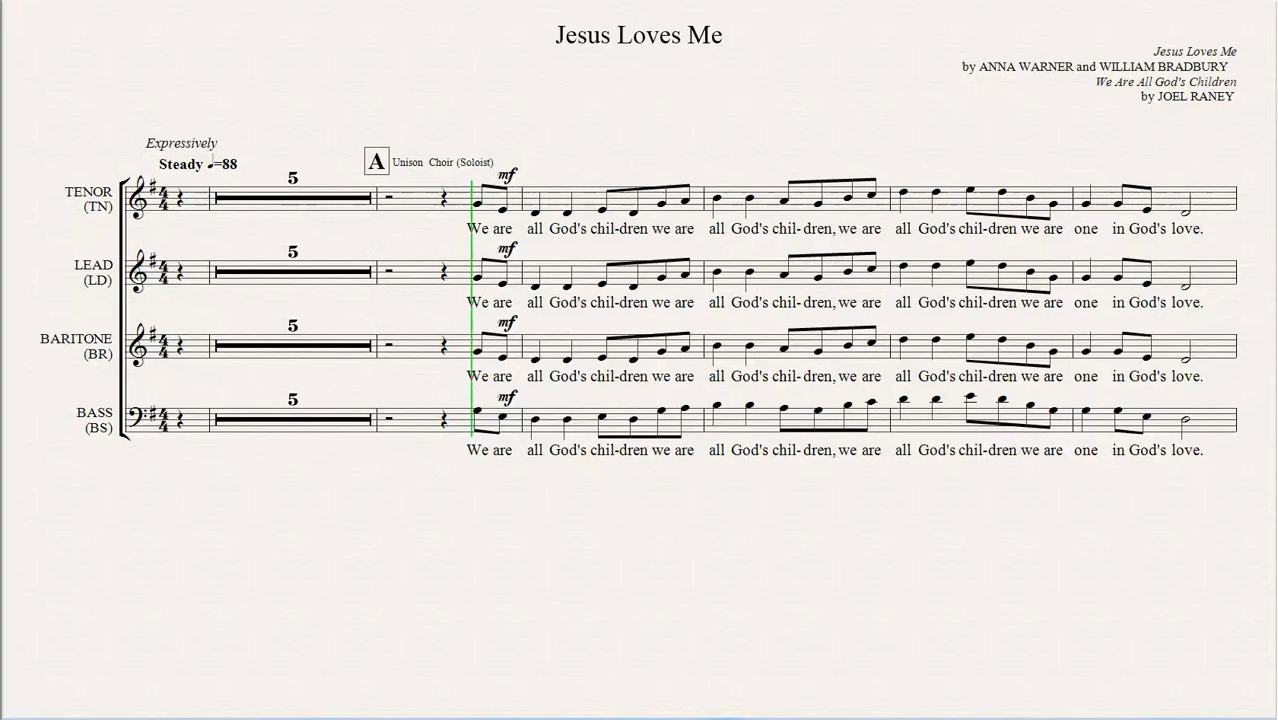 Jesus Loves Me
Jesus Loves Me
by ANNA WARNER and WILLIAM BRADBURY
We Are All God's Children
by JOEL RANEY
Expressively
Steady ♩=88
A Unison Choir (Soloist)
5
mf
TENOR
(TN)
We are all God's chil-dren we are all God's chil-dren, we are all God's chil-dren we are one in God's love.
5
mf
LEAD
(LD)
We are all God's chil-dren we are all God's chil-dren, we are all God's chil-dren we are one in God's love.
5
mf
BARITONE
(BR)
We are all God's chil-dren we are all God's chil-dren, we are all God's chil-dren we are one in God's love.
5
mf
BASS
(BS)
We are all God's chil-dren we are all God's chil-dren, we are all God's chil-dren we are one in God's love.